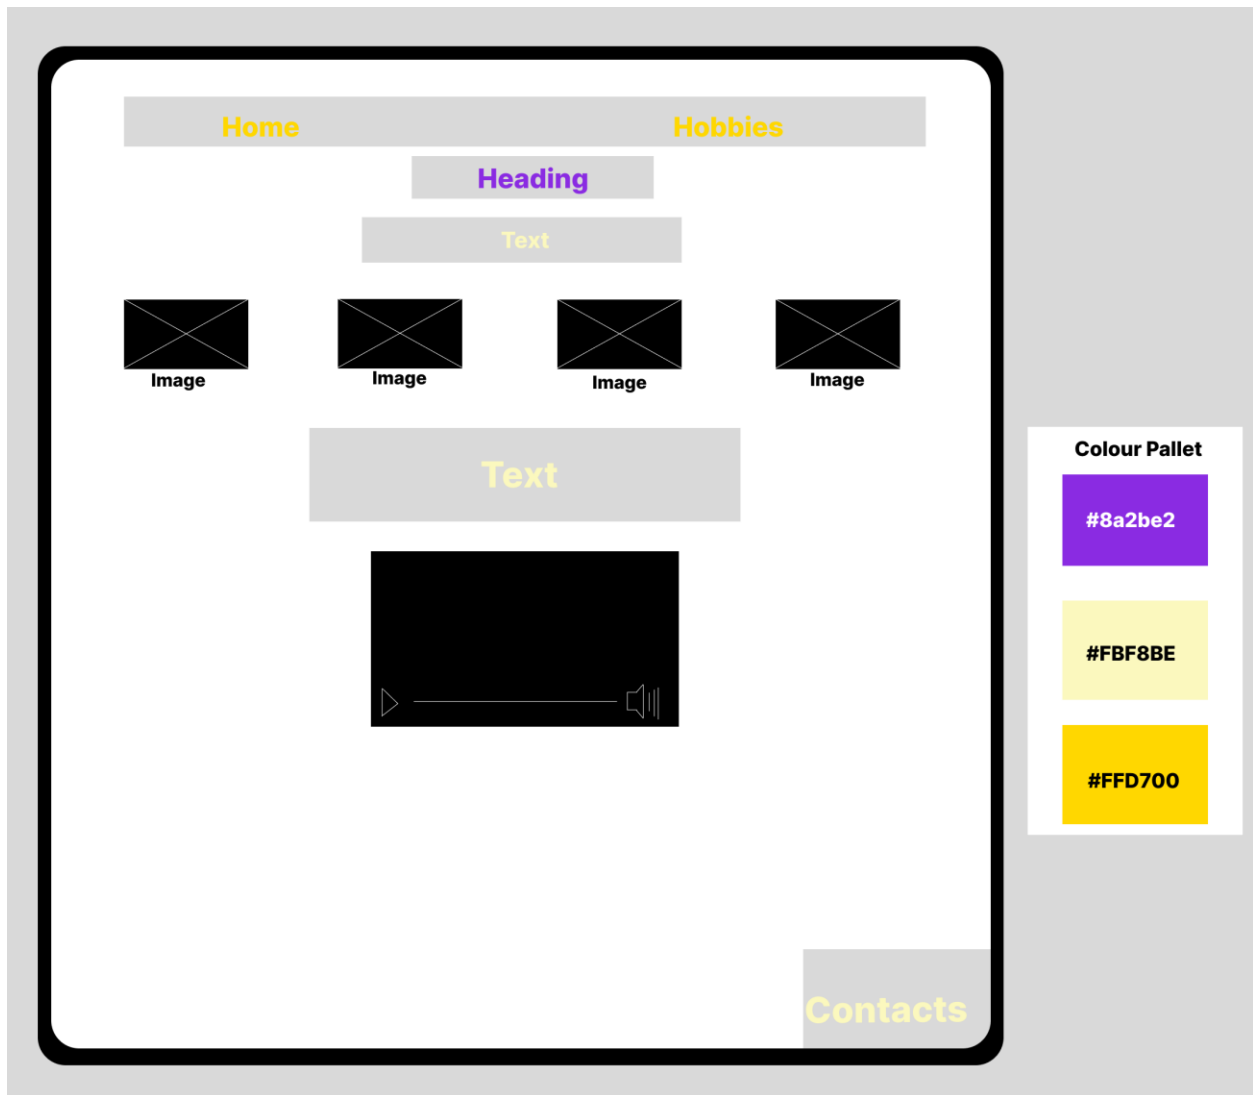 Home Hobbies
Heading
Text
Image Image Image Image
Text
Contacts
Colour Pallet
#8a2be2
#FBF8BE
#FFD700